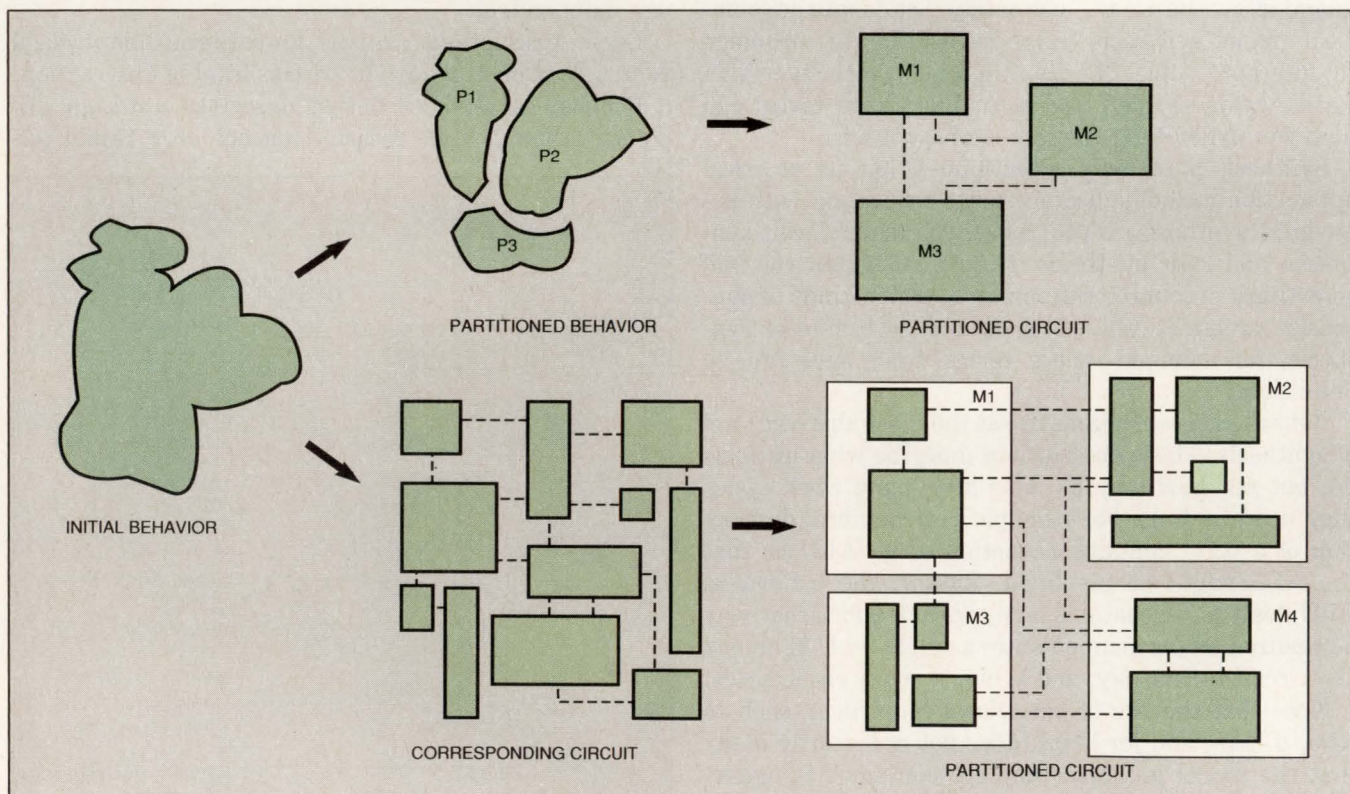 P1
P2
P3
PARTITIONED BEHAVIOR
M1
M2
M3
PARTITIONED CIRCUIT
INITIAL BEHAVIOR
CORRESPONDING CIRCUIT
M1
M2
M3
M4
PARTITIONED CIRCUIT